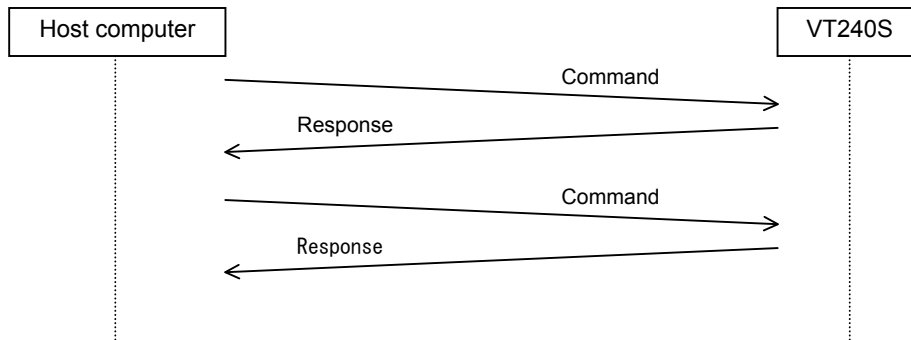 Host computer
VT240S
Command
Response
Command
Response